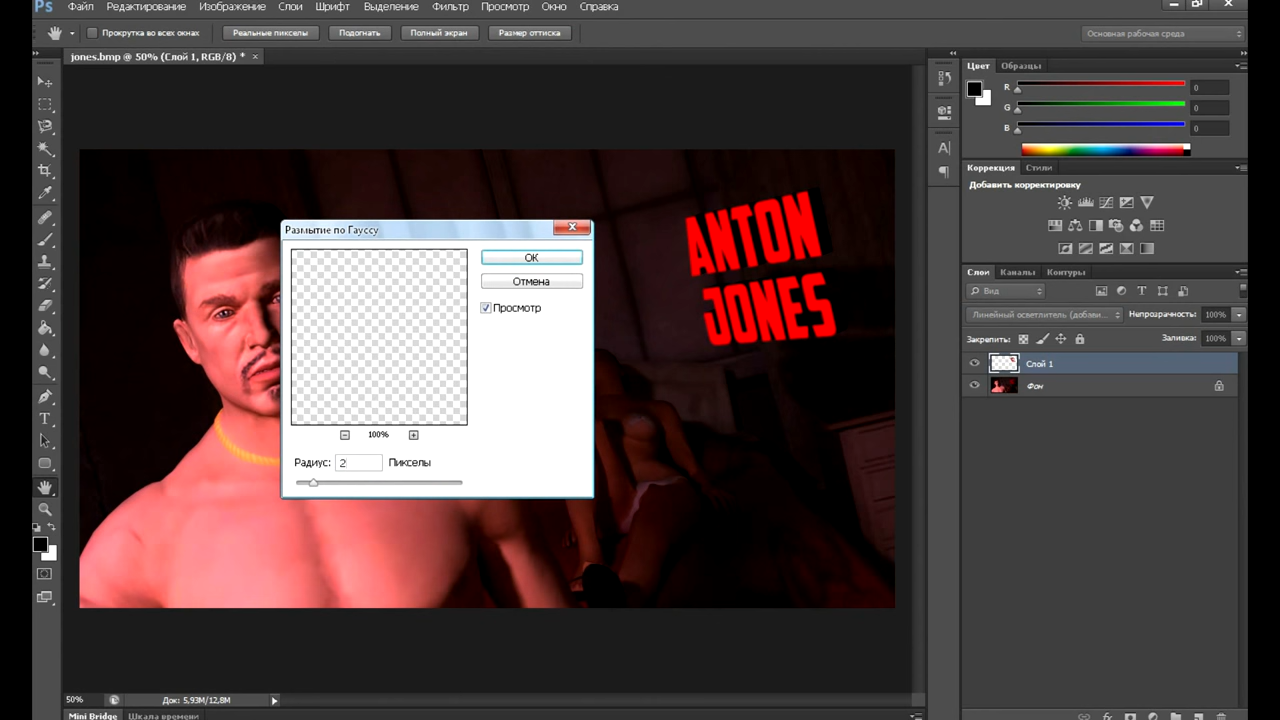 Ps Файл Редактирование Изображение Слои Шрифт Выделение Фильтр Просмотр Окно Справка
Прокрутка во всех окнах Реальные пикселы Подогнать Полный экран Размер оттиска Основная рабочая среда
jones.bmp @ 50% (Слой 1, RGB/8) * ×
Цвет Образцы
R 0
G 0
B 0
Коррекция Стили
Добавить корректировку
ANTON
JONES
Размытие по Гауссу
OK
Отмена
Просмотр
100%
Радиус: 2 Пикселы
Слои Каналы Контуры
Вид
Линейный осветлитель (добави... Непрозрачность: 100%
Закрепить: Заливка: 100%
Слой 1
Фон
50% Док: 5,93M/12,8M
Mini Bridge Шкала времени